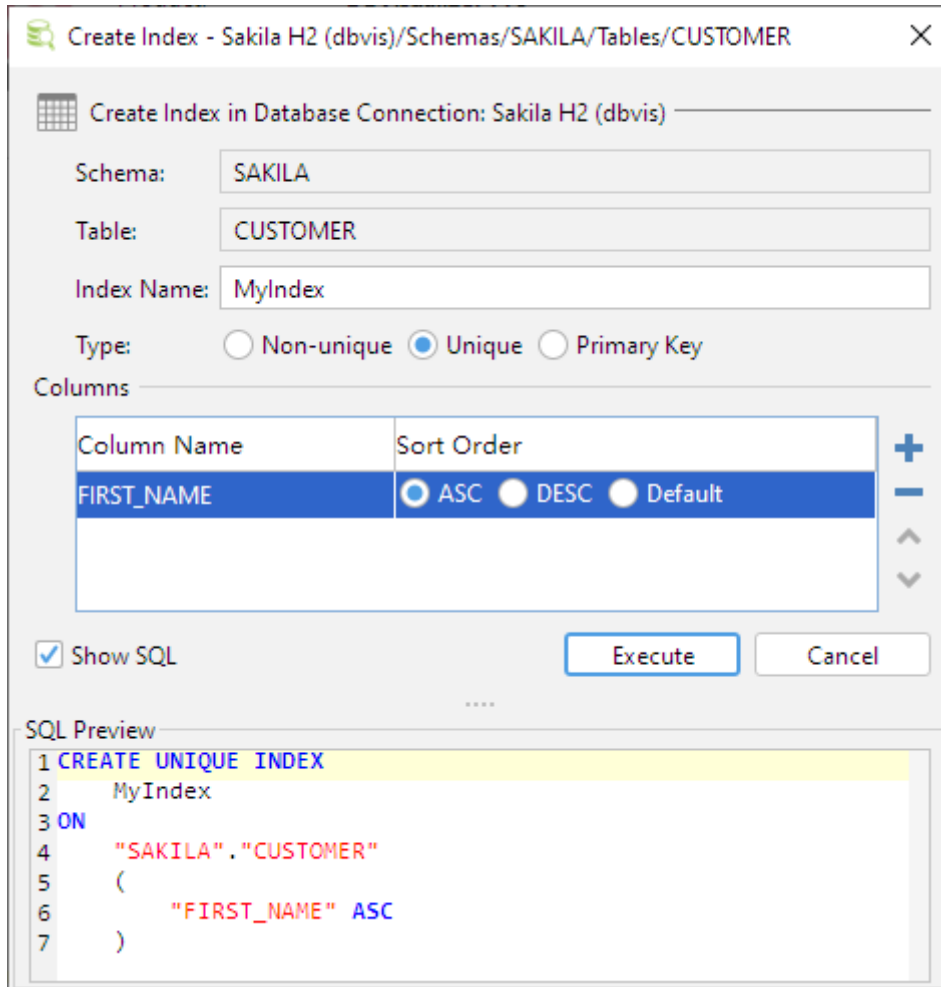 Create Index - Sakila H2 (dbvis)/Schemas/SAKILA/Tables/CUSTOMER
Create Index in Database Connection: Sakila H2 (dbvis)
Schema: SAKILA
Table: CUSTOMER
Index Name: MyIndex
Type: Non-unique Unique Primary Key
Columns
Column Name Sort Order
FIRST_NAME ASC DESC Default
Show SQL Execute Cancel
SQL Preview
1 CREATE UNIQUE INDEX
2 MyIndex
3 ON
4 "SAKILA"."CUSTOMER"
5 (
6 "FIRST_NAME" ASC
7 )